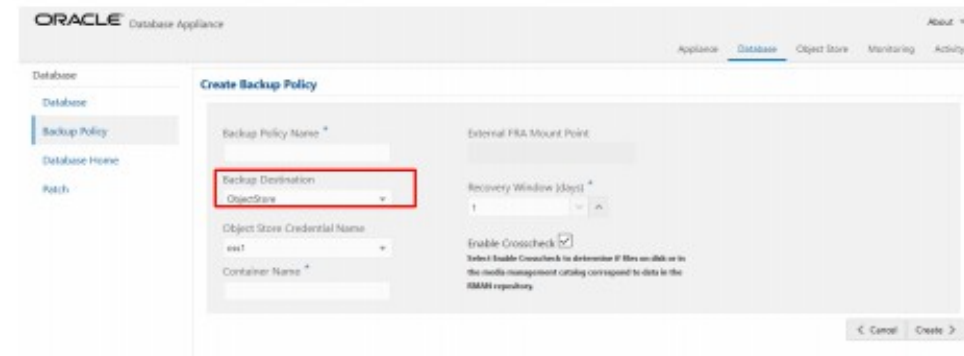 ORACLE Database Appliance
About
Appliance Database Object Store Monitoring Activity
Database
Database
Backup Policy
Database Home
Patch
Create Backup Policy
Backup Policy Name *
External FRA Mount Point
Backup Destination
ObjectStore
Recovery Window (days) *
1
Object Store Credential Name
Enable Crosscheck
Select Enable Crosscheck to determine if files on disk or in
the media management catalog correspond to data in the
RMAN repository.
Container Name *
Cancel Create